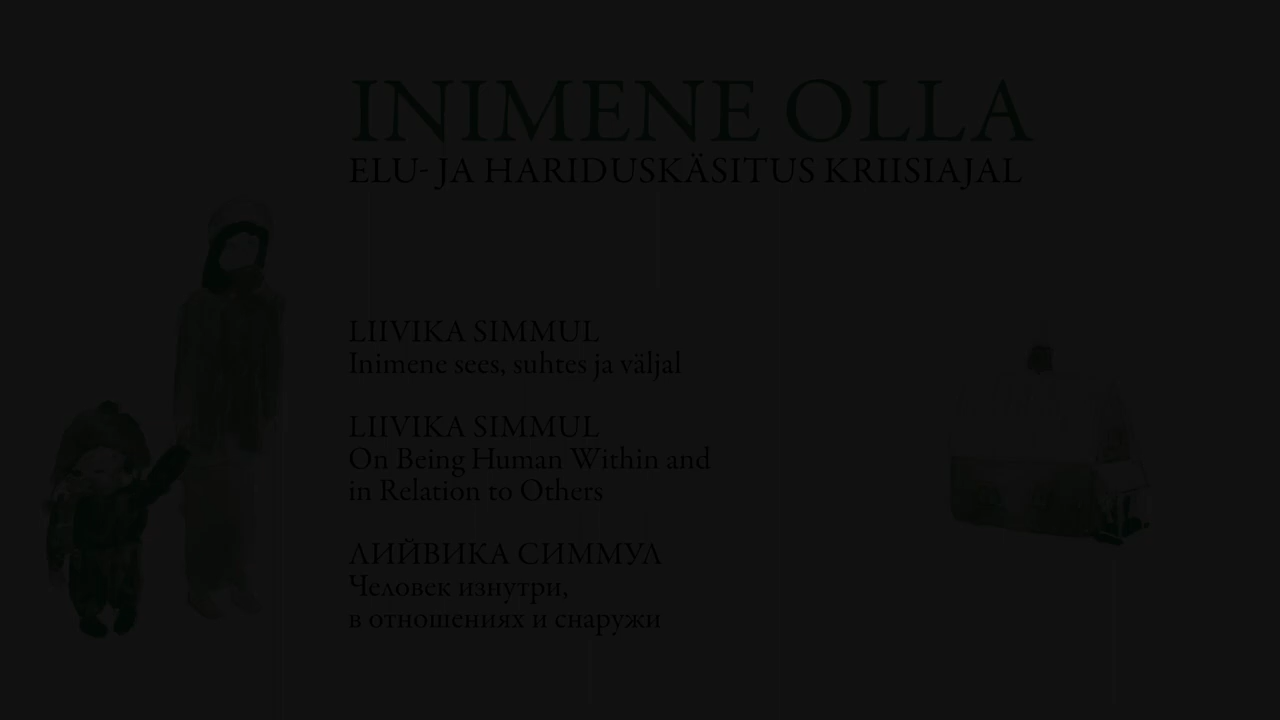 INIMENE OLLA
ELU- JA HARIDUSKÄSITUS KRIISIAJAL
LIIVIKA SIMMUL
Inimene sees, suhtes ja väljal
LIIVIKA SIMMUL
On Being Human Within and
in Relation to Others
ЛИЙВИКА СИММУЛ
Человек изнутри,
в отношениях и снаружи